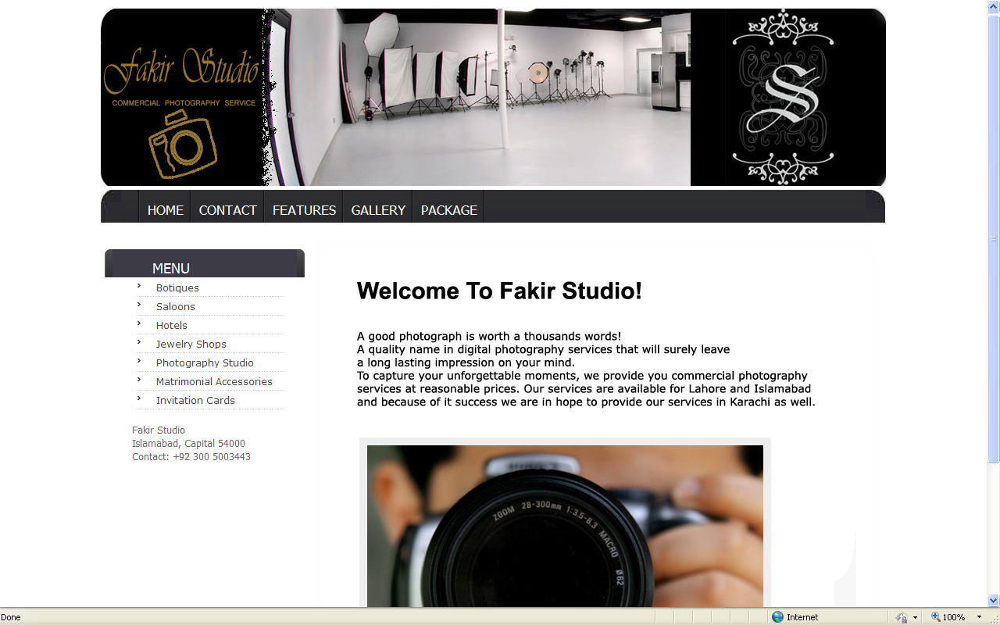 Fakir Studio
COMMERCIAL PHOTOGRAPHY SERVICE
S
HOME CONTACT FEATURES GALLERY PACKAGE
MENU
Botiques
Saloons
Hotels
Jewelry Shops
Photography Studio
Matrimonial Accessories
Invitation Cards
Fakir Studio
Islamabad, Capital 54000
Contact: +92 300 5003443
Welcome To Fakir Studio!
A good photograph is worth a thousands words!
A quality name in digital photography services that will surely leave
a long lasting impression on your mind.
To capture your unforgettable moments, we provide you commercial photography
services at reasonable prices. Our services are available for Lahore and Islamabad
and because of it success we are in hope to provide our services in Karachi as well.
ZOOM 28-300mm 1:3.5-6.3 MACRO Ø62
Done
Internet
100%